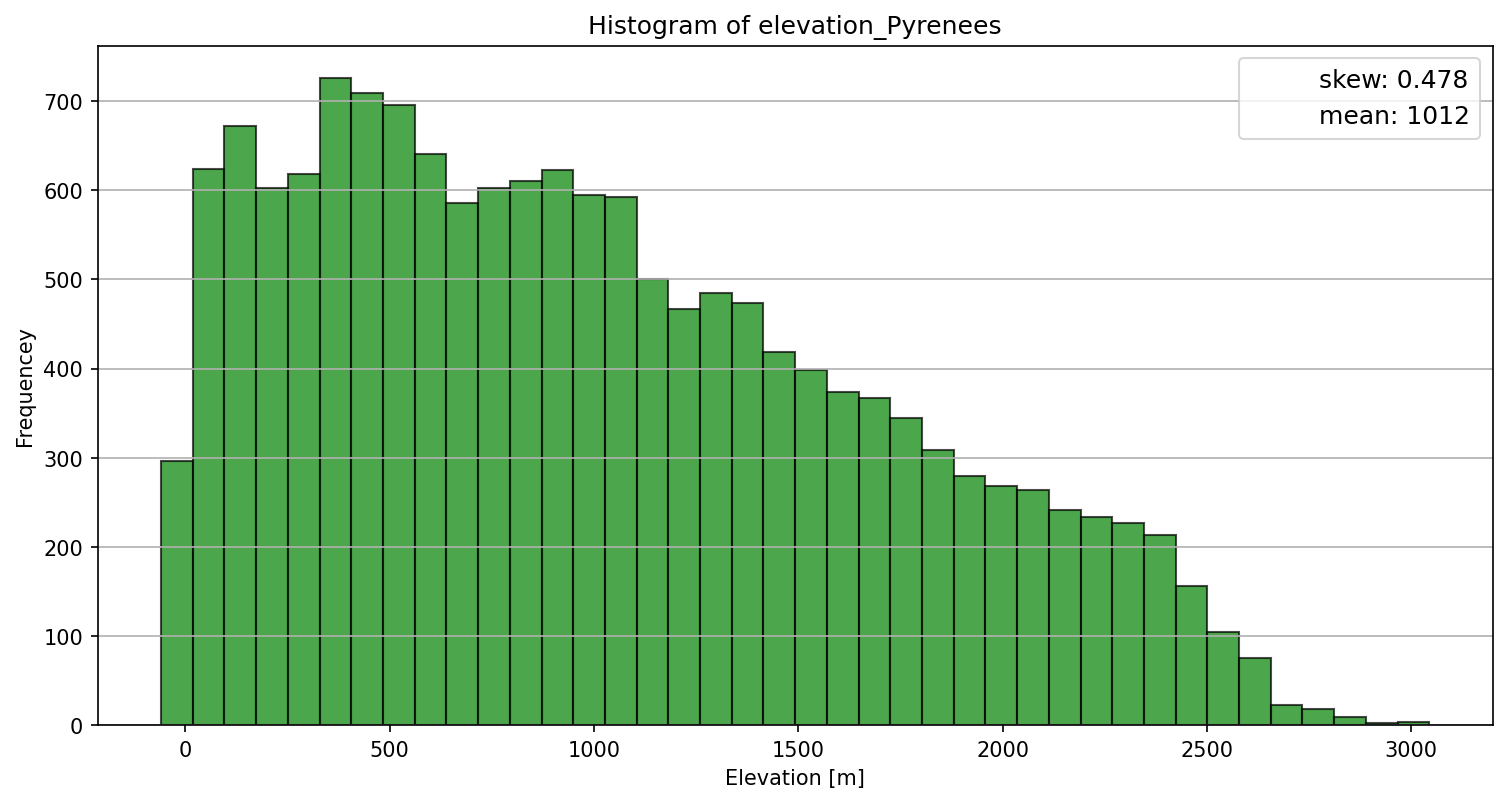 Histogram of elevation_Pyrenees
skew: 0.478
mean: 1012
Frequencey
700
600
500
400
300
200
100
0
0 500 1000 1500 2000 2500 3000
Elevation [m]